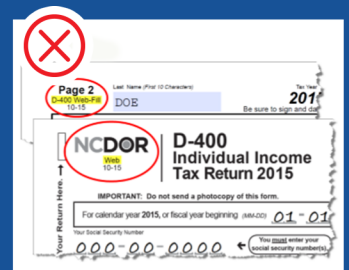 Page 2
D-400 Web-Fill
10-15
Last Name (First 10 Characters)
DOE
Tax Year
201
Be sure to sign and da
NCDOR
Web
10-15
D-400
Individual Income
Tax Return 2015
IMPORTANT: Do not send a photocopy of this form.
For calendar year 2015, or fiscal year beginning (MM-DD) 01 - 01
Your Social Security Number
000-00-0000
You must enter your
social security number(s).
Your Return Here.